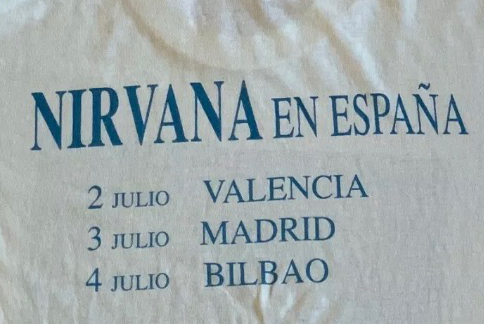 NIRVANA EN ESPAÑA
2 JULIO VALENCIA
3 JULIO MADRID
4 JULIO BILBAO